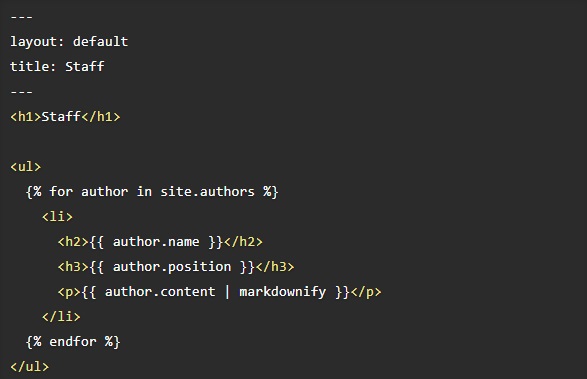 ---
layout: default
title: Staff
---
<h1>Staff</h1>

<ul>
  {% for author in site.authors %}
    <li>
      <h2>{{ author.name }}</h2>
      <h3>{{ author.position }}</h3>
      <p>{{ author.content | markdownify }}</p>
    </li>
  {% endfor %}
</ul>